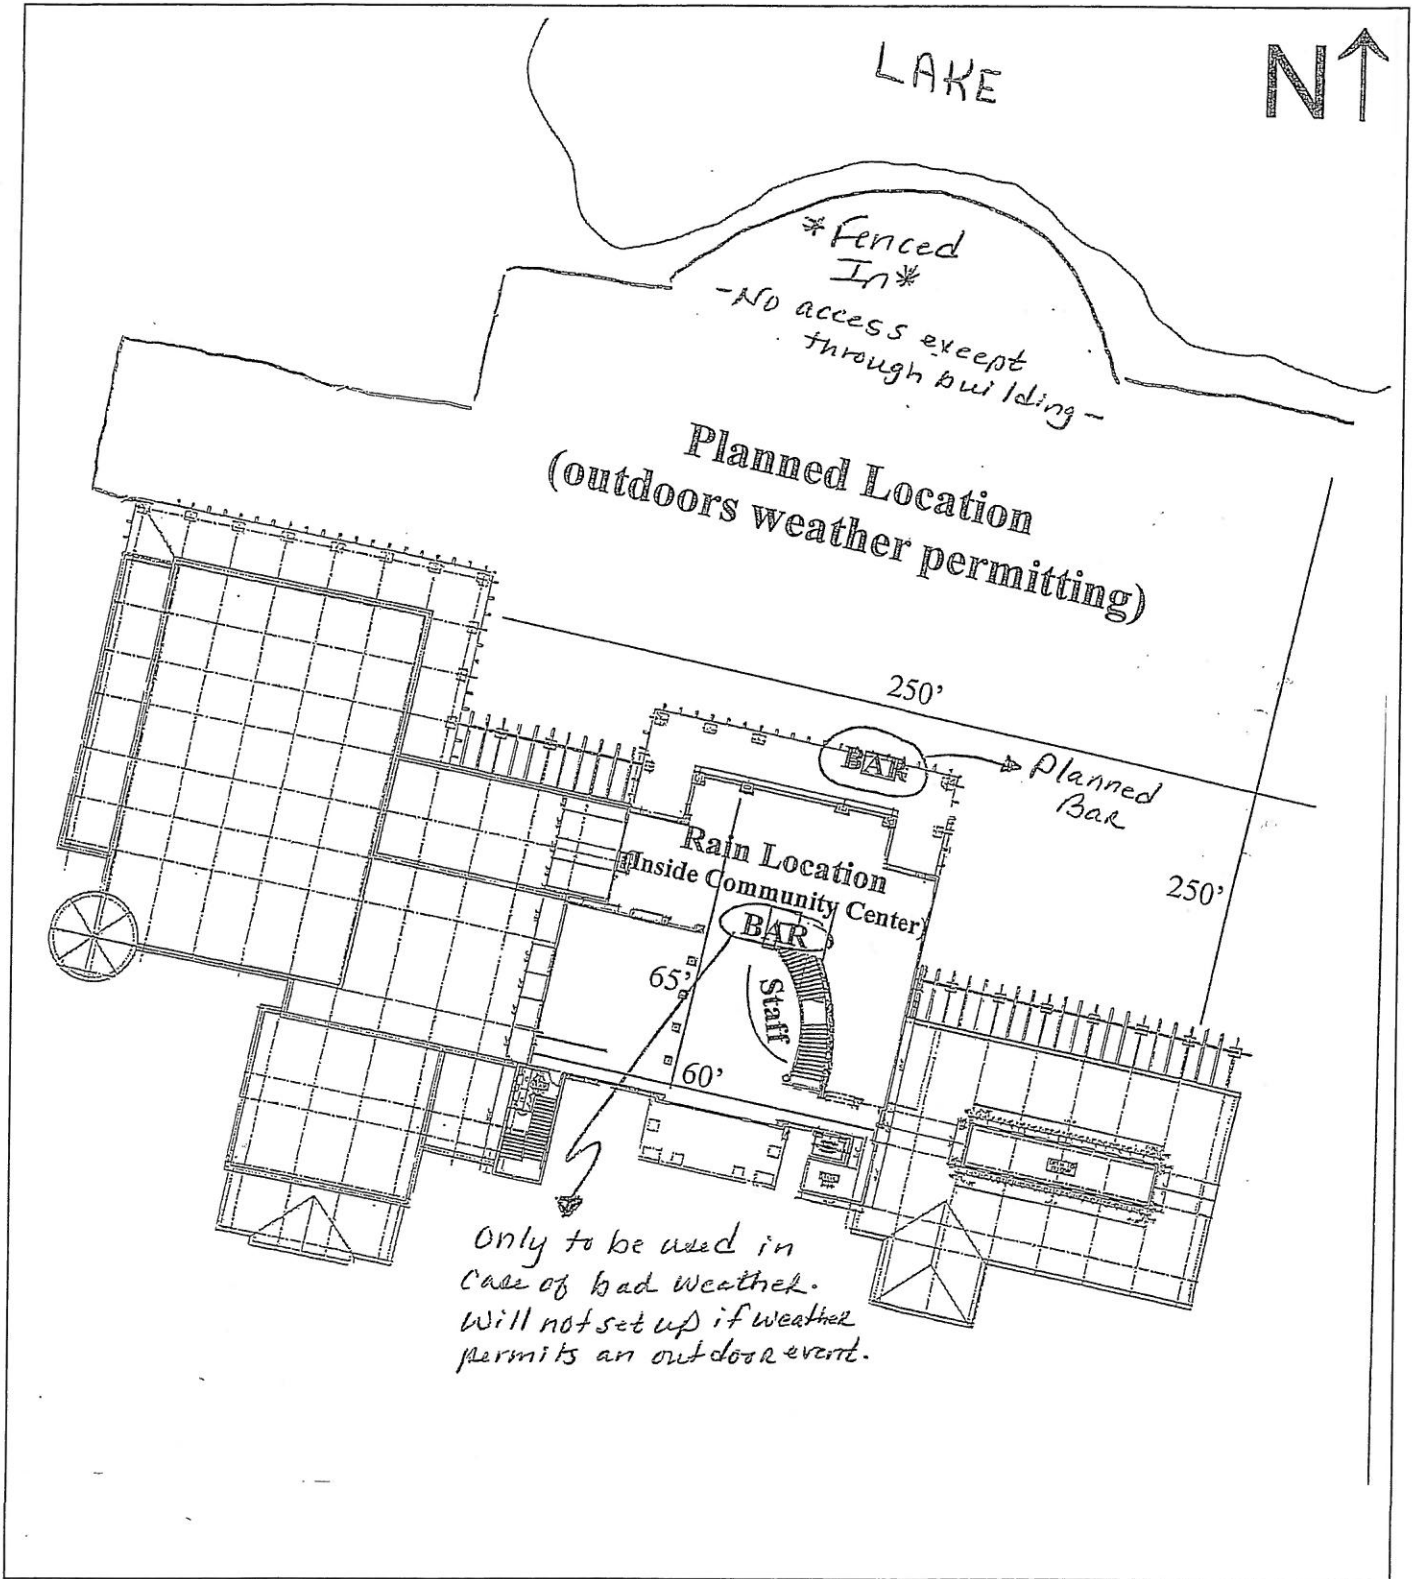 LAKE
N
*Fenced
In*
-No access except
through building-
Planned Location
(outdoors weather permitting)
250'
BAR
Planned
Bar
Rain Location
(Inside Community Center)
250'
BAR
65'
Staff
60'
Only to be used in
case of bad weather.
Will not set up if weather
permits an outdoor event.